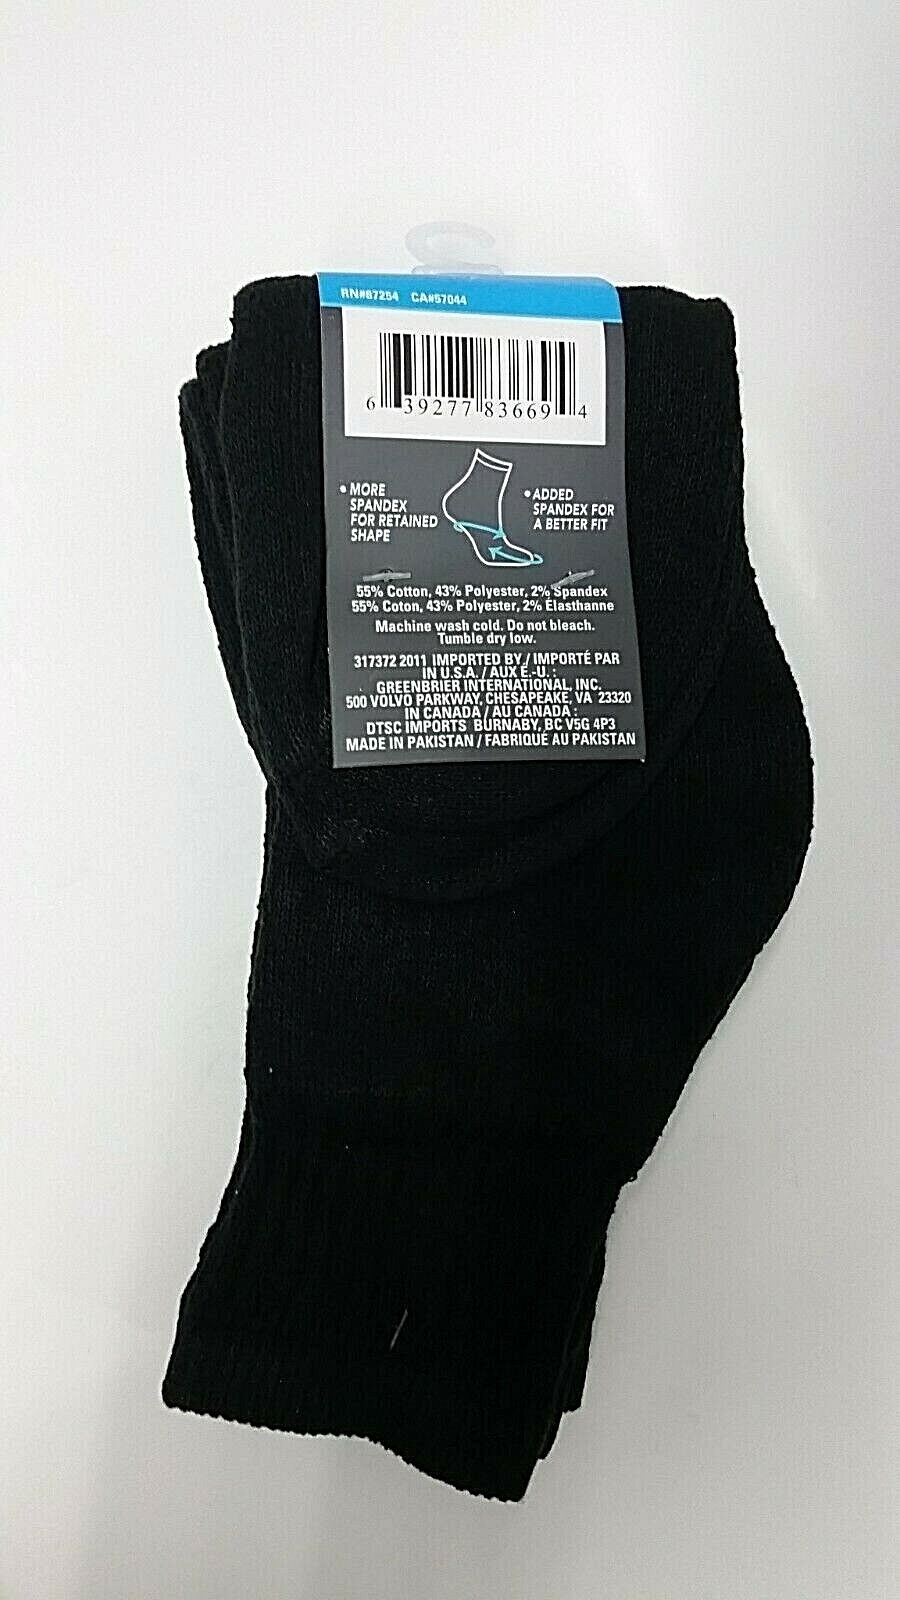 RN#67254 CA#57044
6 39277 83669 4
• MORE
SPANDEX
FOR RETAINED
SHAPE
• ADDED
SPANDEX FOR
A BETTER FIT
55% Cotton, 43% Polyester, 2% Spandex
55% Coton, 43% Polyester, 2% Élasthanne
Machine wash cold. Do not bleach.
Tumble dry low.
317372 2011 IMPORTED BY / IMPORTÉ PAR
IN U.S.A. / AUX É.-U. :
GREENBRIER INTERNATIONAL, INC.
500 VOLVO PARKWAY, CHESAPEAKE, VA 23320
IN CANADA / AU CANADA :
DTSC IMPORTS BURNABY, BC V5G 4P3
MADE IN PAKISTAN / FABRIQUÉ AU PAKISTAN